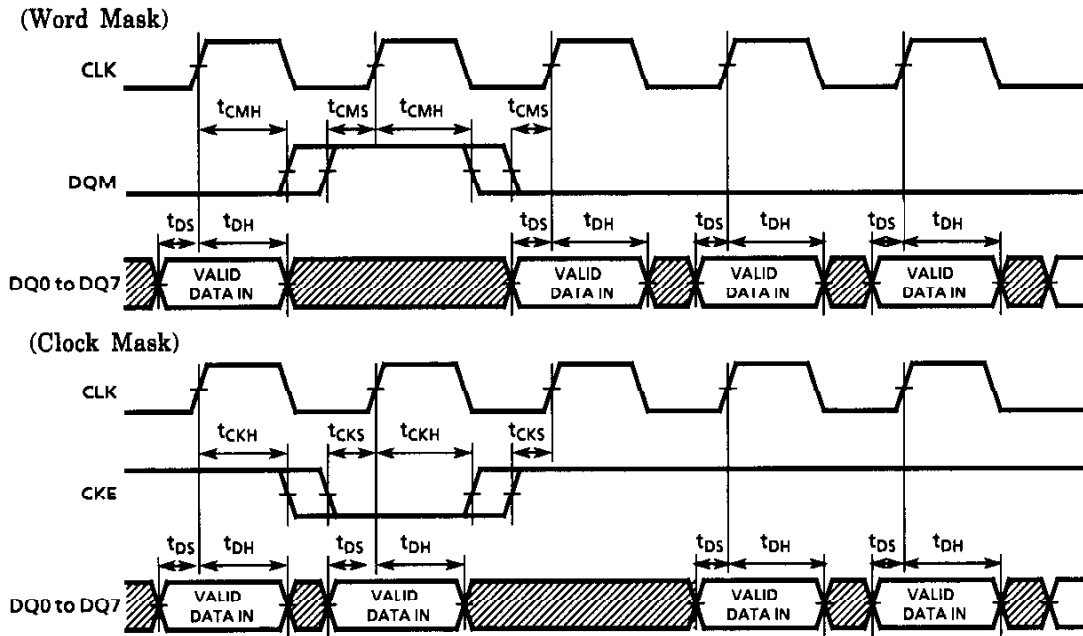 (Word Mask)
CLK
tCMH tCMS tCMH tCMS
DQM
tDS tDH tDS tDH tDS tDH tDS tDH
DQ0 to DQ7
VALID DATA IN
VALID DATA IN
VALID DATA IN
VALID DATA IN
(Clock Mask)
CLK
tCKH tCKS tCKH tCKS
CKE
tDS tDH tDS tDH tDS tDH tDS tDH
DQ0 to DQ7
VALID DATA IN
VALID DATA IN
VALID DATA IN
VALID DATA IN